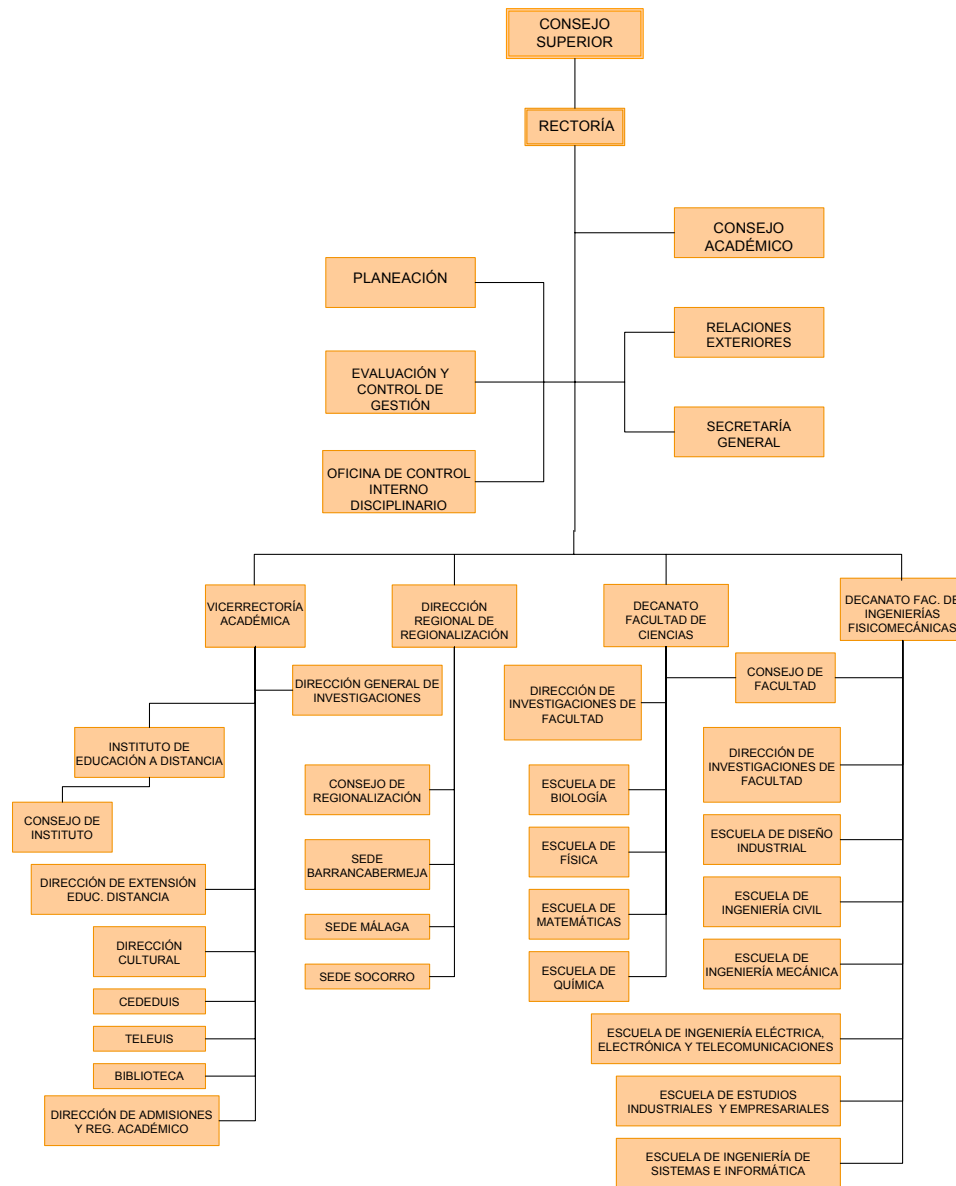 CONSEJO
SUPERIOR
RECTORÍA
CONSEJO
ACADÉMICO
PLANEACIÓN
RELACIONES
EXTERIORES
EVALUACIÓN Y
CONTROL DE
GESTIÓN
SECRETARÍA
GENERAL
OFICINA DE CONTROL
INTERNO
DISCIPLINARIO
VICERRECTORÍA
ACADÉMICA
DIRECCIÓN
REGIONAL DE
REGIONALIZACIÓN
DECANATO
FACULTAD DE
CIENCIAS
DECANATO FAC. DE
INGENIERÍAS
FISICOMECÁNICAS
DIRECCIÓN GENERAL DE
INVESTIGACIONES
INSTITUTO DE
EDUCACIÓN A DISTANCIA
CONSEJO DE
INSTITUTO
DIRECCIÓN DE EXTENSIÓN
EDUC. DISTANCIA
DIRECCIÓN
CULTURAL
CEDEDUIS
TELEUIS
BIBLIOTECA
DIRECCIÓN DE ADMISIONES
Y REG. ACADÉMICO
CONSEJO DE
REGIONALIZACIÓN
SEDE
BARRANCABERMEJA
SEDE MÁLAGA
SEDE SOCORRO
DIRECCIÓN DE
INVESTIGACIONES DE
FACULTAD
CONSEJO DE
FACULTAD
ESCUELA DE
BIOLOGÍA
ESCUELA DE
FÍSICA
ESCUELA DE
MATEMÁTICAS
ESCUELA DE
QUÍMICA
DIRECCIÓN DE
INVESTIGACIONES DE
FACULTAD
ESCUELA DE DISEÑO
INDUSTRIAL
ESCUELA DE
INGENIERÍA CIVIL
ESCUELA DE
INGENIERÍA MECÁNICA
ESCUELA DE INGENIERÍA ELÉCTRICA,
ELECTRÓNICA Y TELECOMUNICACIONES
ESCUELA DE ESTUDIOS
INDUSTRIALES Y EMPRESARIALES
ESCUELA DE INGENIERÍA DE
SISTEMAS E INFORMÁTICA